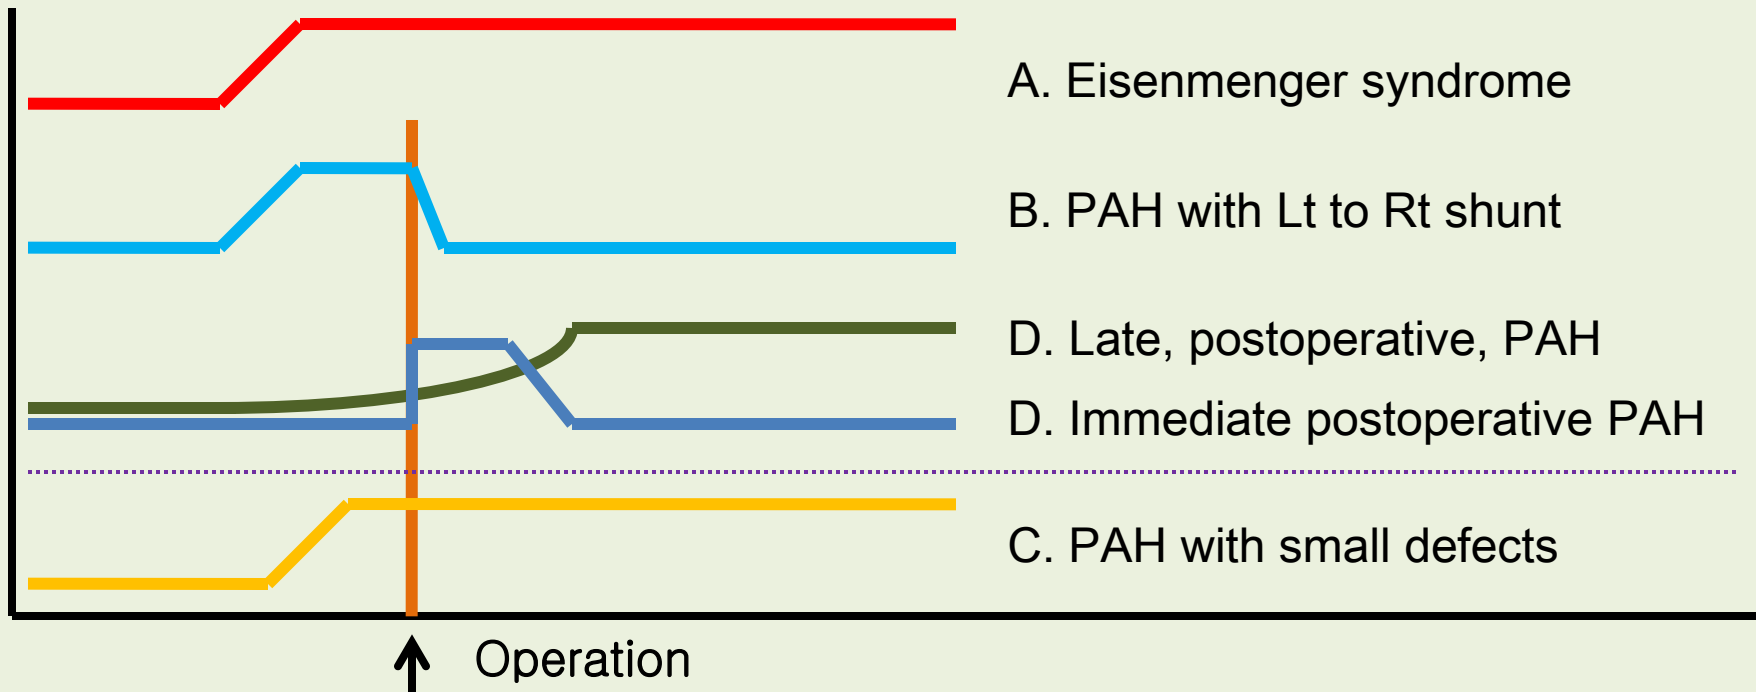 A. Eisenmenger syndrome
B. PAH with Lt to Rt shunt
D. Late, postoperative, PAH
D. Immediate postoperative PAH
C. PAH with small defects
Operation